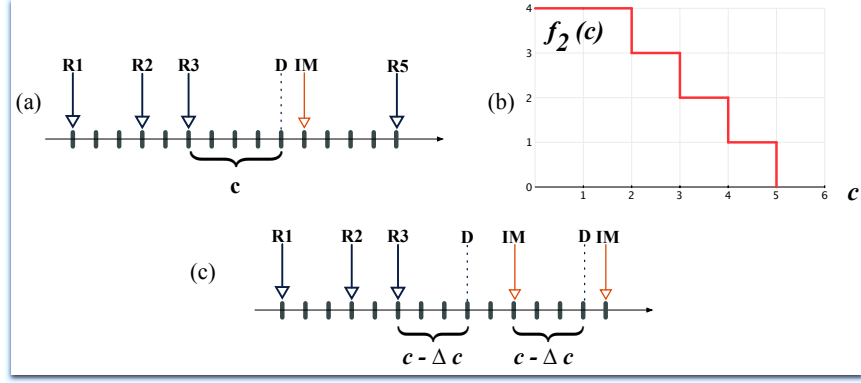 (a)
R1 R2 R3 D IM R5
c
(b)
f2 (c)
4
3
2
1
0
1 2 3 4 5 6
c
(c)
R1 R2 R3 D IM D IM
c - Δ c c - Δ c